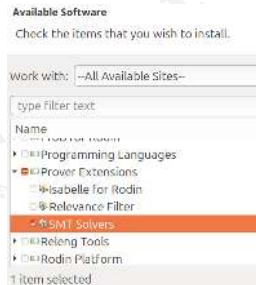 Available Software
Check the items that you wish to install.
Work with: --All Available Sites--
type filter text
Name
Programming Languages
Prover Extensions
Isabelle for Rodin
Relevance Filter
SMT Solvers
Releng Tools
Rodin Platform
1 item selected